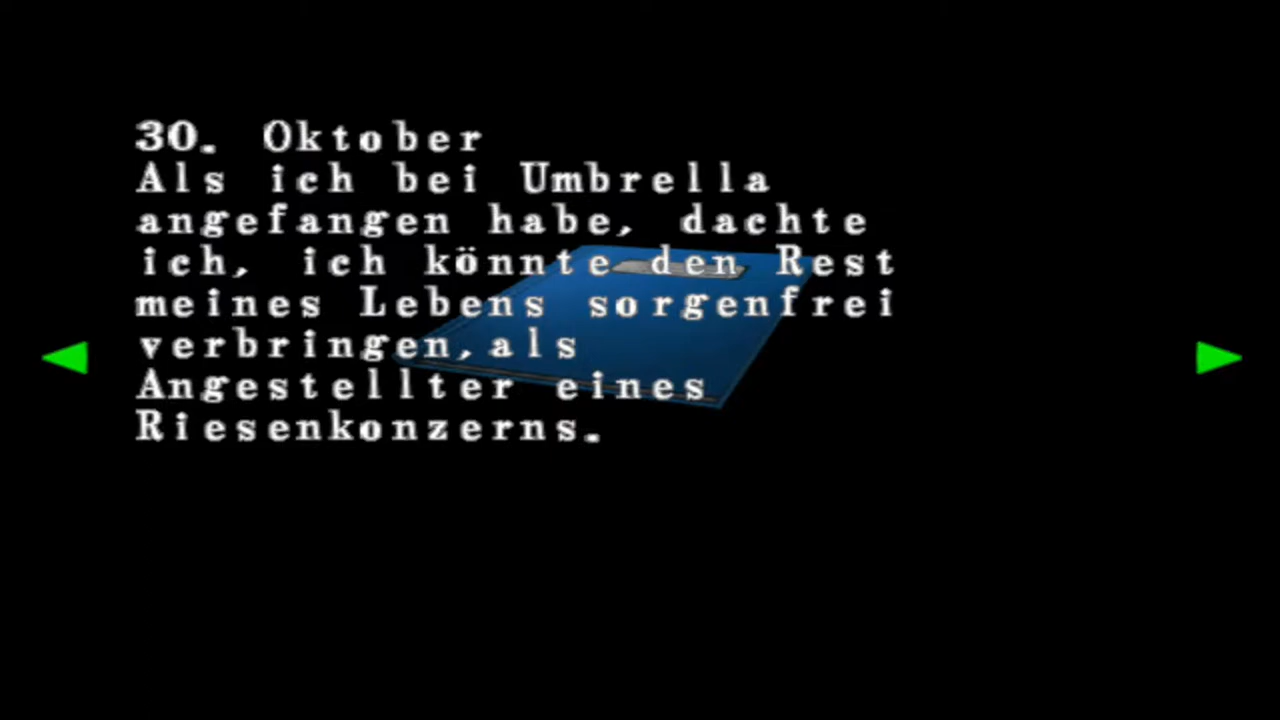 30. Oktober
Als ich bei Umbrella
angefangen habe, dachte
ich, ich könnte den Rest
meines Lebens sorgenfrei
verbringen,als
Angestellter eines
Riesenkonzerns.